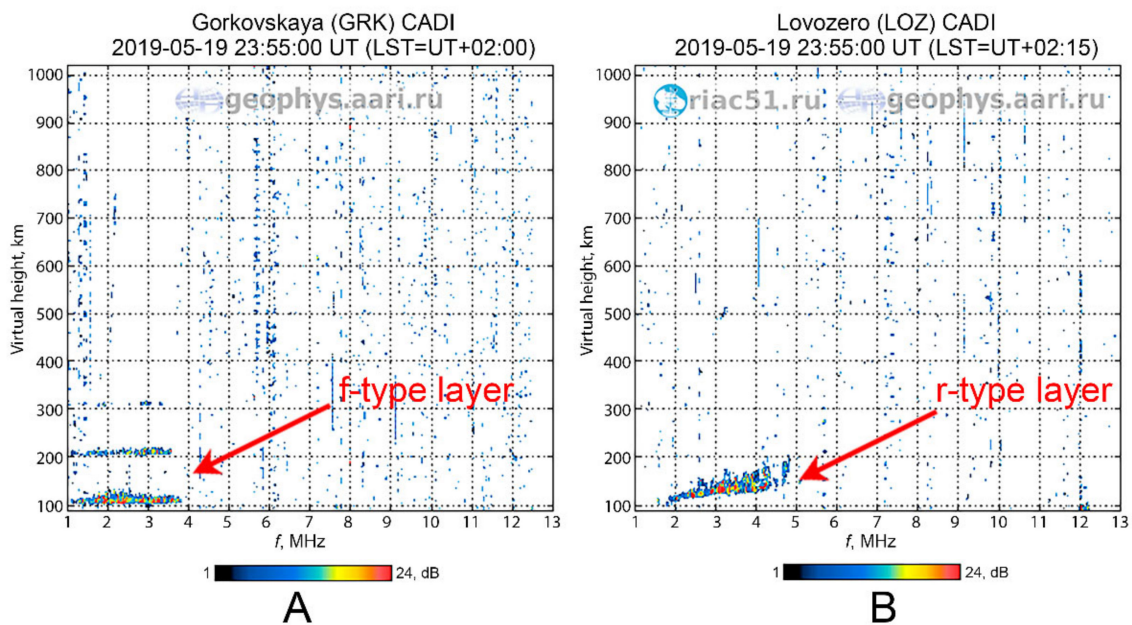 Gorkovskaya (GRK) CADI
2019-05-19 23:55:00 UT (LST=UT+02:00)
geophys.aari.ru
Virtual height, km
1000
900
800
700
600
500
400
300
200
100
f-type layer
1 2 3 4 5 6 7 8 9 10 11 12 13
f, MHz
1 24, dB
A
Lovozero (LOZ) CADI
2019-05-19 23:55:00 UT (LST=UT+02:15)
riac51.ru geophys.aari.ru
Virtual height, km
1000
900
800
700
600
500
400
300
200
100
r-type layer
1 2 3 4 5 6 7 8 9 10 11 12 13
f, MHz
1 24, dB
B